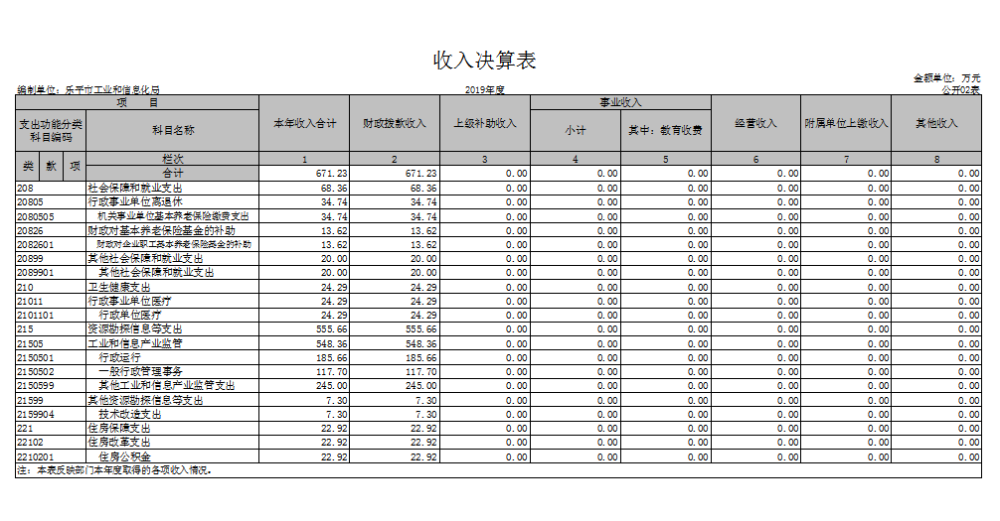 收入决算表
金额单位：万元
编制单位：乐平市工业和信息化局 2019年度 公开02表
项 目 本年收入合计 财政拨款收入 上级补助收入 事业收入 经营收入 附属单位上缴收入 其他收入
支出功能分类科目编码 科目名称 小计 其中：教育收费
类 款 项 栏次 1 2 3 4 5 6 7 8
合计 671.23 671.23 0.00 0.00 0.00 0.00 0.00 0.00
208 社会保障和就业支出 68.36 68.36 0.00 0.00 0.00 0.00 0.00 0.00
20805 行政事业单位离退休 34.74 34.74 0.00 0.00 0.00 0.00 0.00 0.00
2080505 机关事业单位基本养老保险缴费支出 34.74 34.74 0.00 0.00 0.00 0.00 0.00 0.00
20826 财政对基本养老保险基金的补助 13.62 13.62 0.00 0.00 0.00 0.00 0.00 0.00
2082601 财政对企业职工基本养老保险基金的补助 13.62 13.62 0.00 0.00 0.00 0.00 0.00 0.00
20899 其他社会保障和就业支出 20.00 20.00 0.00 0.00 0.00 0.00 0.00 0.00
2089901 其他社会保障和就业支出 20.00 20.00 0.00 0.00 0.00 0.00 0.00 0.00
210 卫生健康支出 24.29 24.29 0.00 0.00 0.00 0.00 0.00 0.00
21011 行政事业单位医疗 24.29 24.29 0.00 0.00 0.00 0.00 0.00 0.00
2101101 行政单位医疗 24.29 24.29 0.00 0.00 0.00 0.00 0.00 0.00
215 资源勘探信息等支出 555.66 555.66 0.00 0.00 0.00 0.00 0.00 0.00
21505 工业和信息产业监管 548.36 548.36 0.00 0.00 0.00 0.00 0.00 0.00
2150501 行政运行 185.66 185.66 0.00 0.00 0.00 0.00 0.00 0.00
2150502 一般行政管理事务 117.70 117.70 0.00 0.00 0.00 0.00 0.00 0.00
2150599 其他工业和信息产业监管支出 245.00 245.00 0.00 0.00 0.00 0.00 0.00 0.00
21599 其他资源勘探信息等支出 7.30 7.30 0.00 0.00 0.00 0.00 0.00 0.00
2159904 技术改造支出 7.30 7.30 0.00 0.00 0.00 0.00 0.00 0.00
221 住房保障支出 22.92 22.92 0.00 0.00 0.00 0.00 0.00 0.00
22102 住房改革支出 22.92 22.92 0.00 0.00 0.00 0.00 0.00 0.00
2210201 住房公积金 22.92 22.92 0.00 0.00 0.00 0.00 0.00 0.00
注：本表反映部门本年度取得的各项收入情况。